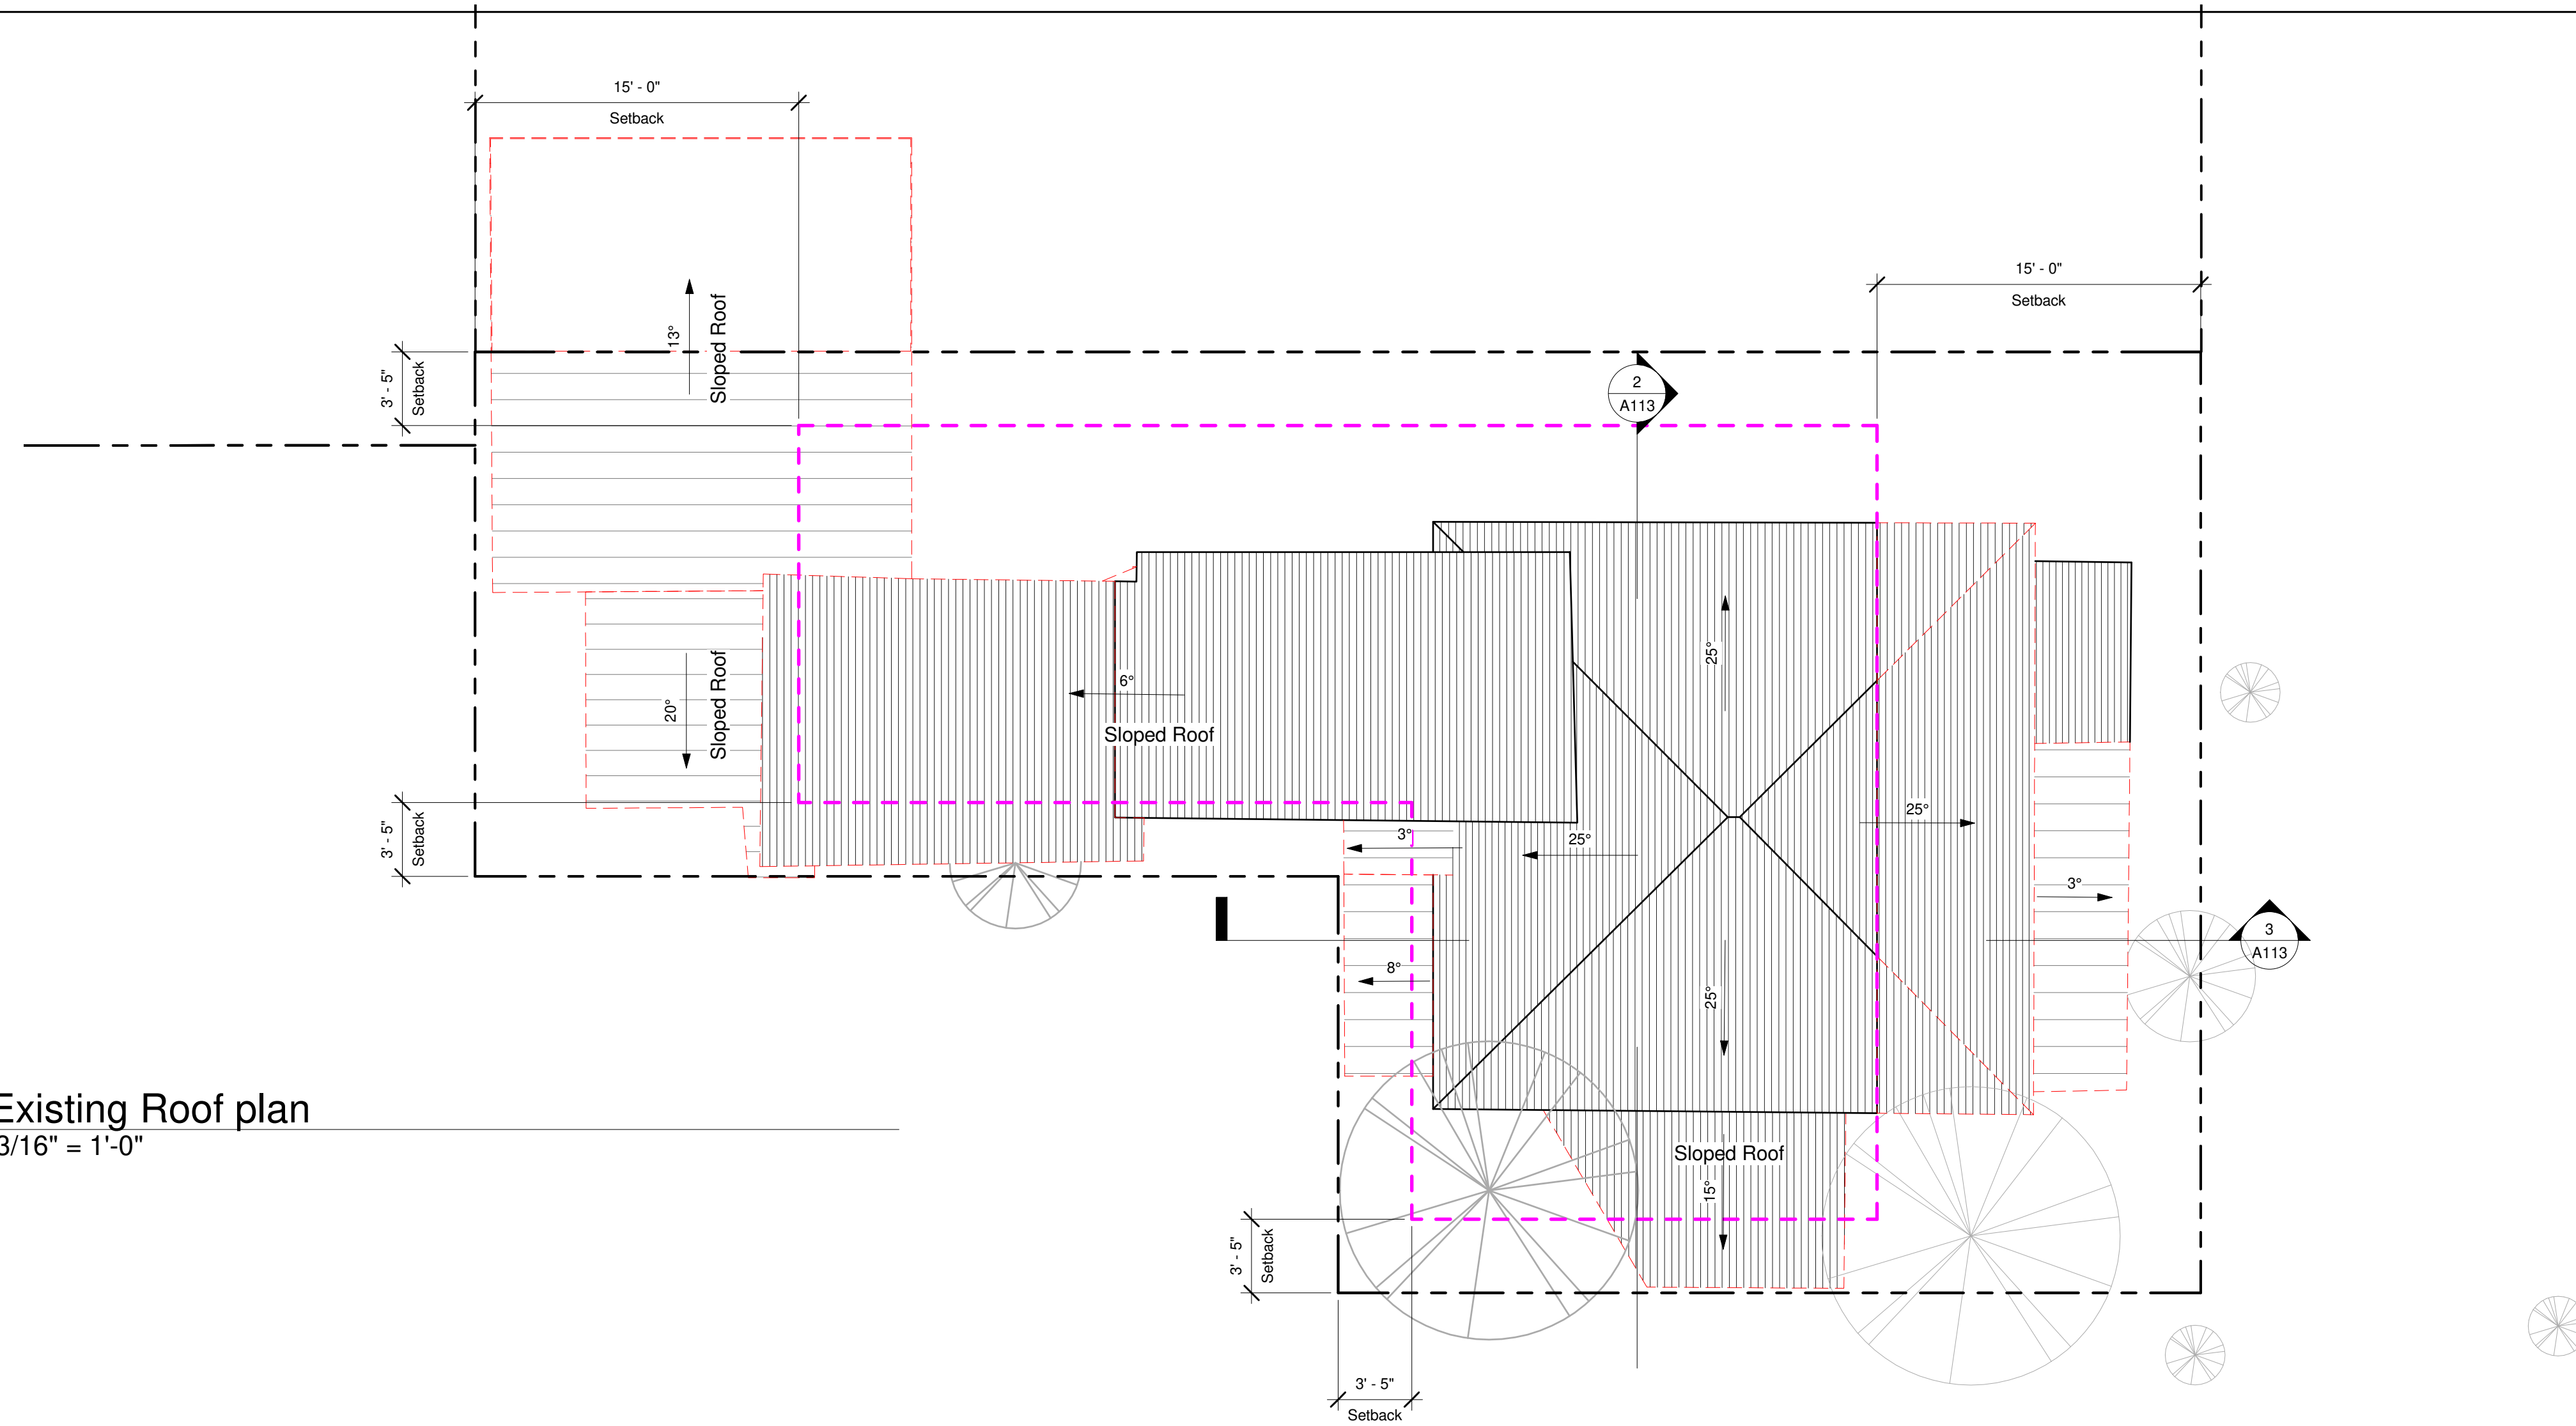 15' - 0"
Setback
15' - 0"
Setback
13°
Sloped Roof
3' - 5"
Setback
2
A113
25°
6°
Sloped Roof
20°
Sloped Roof
3' - 5"
Setback
3°
25°
25°
3°
3
A113
8°
25°
Existing Roof plan
3/16" = 1'-0"
Sloped Roof
15°
3' - 5"
Setback
3' - 5"
Setback